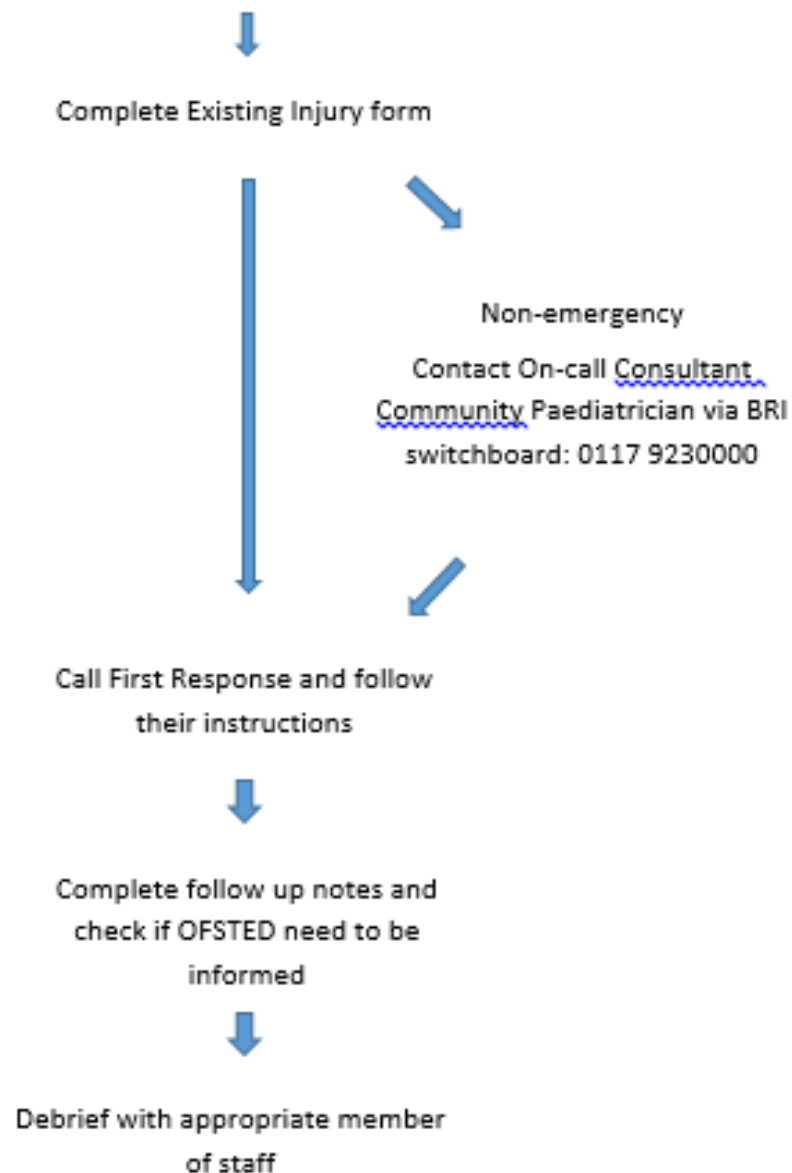 Complete Existing Injury form
Non-emergency
Contact On-call Consultant
Community Paediatrician via BRI
switchboard: 0117 9230000
Call First Response and follow
their instructions
Complete follow up notes and
check if OFSTED need to be
informed
Debrief with appropriate member
of staff